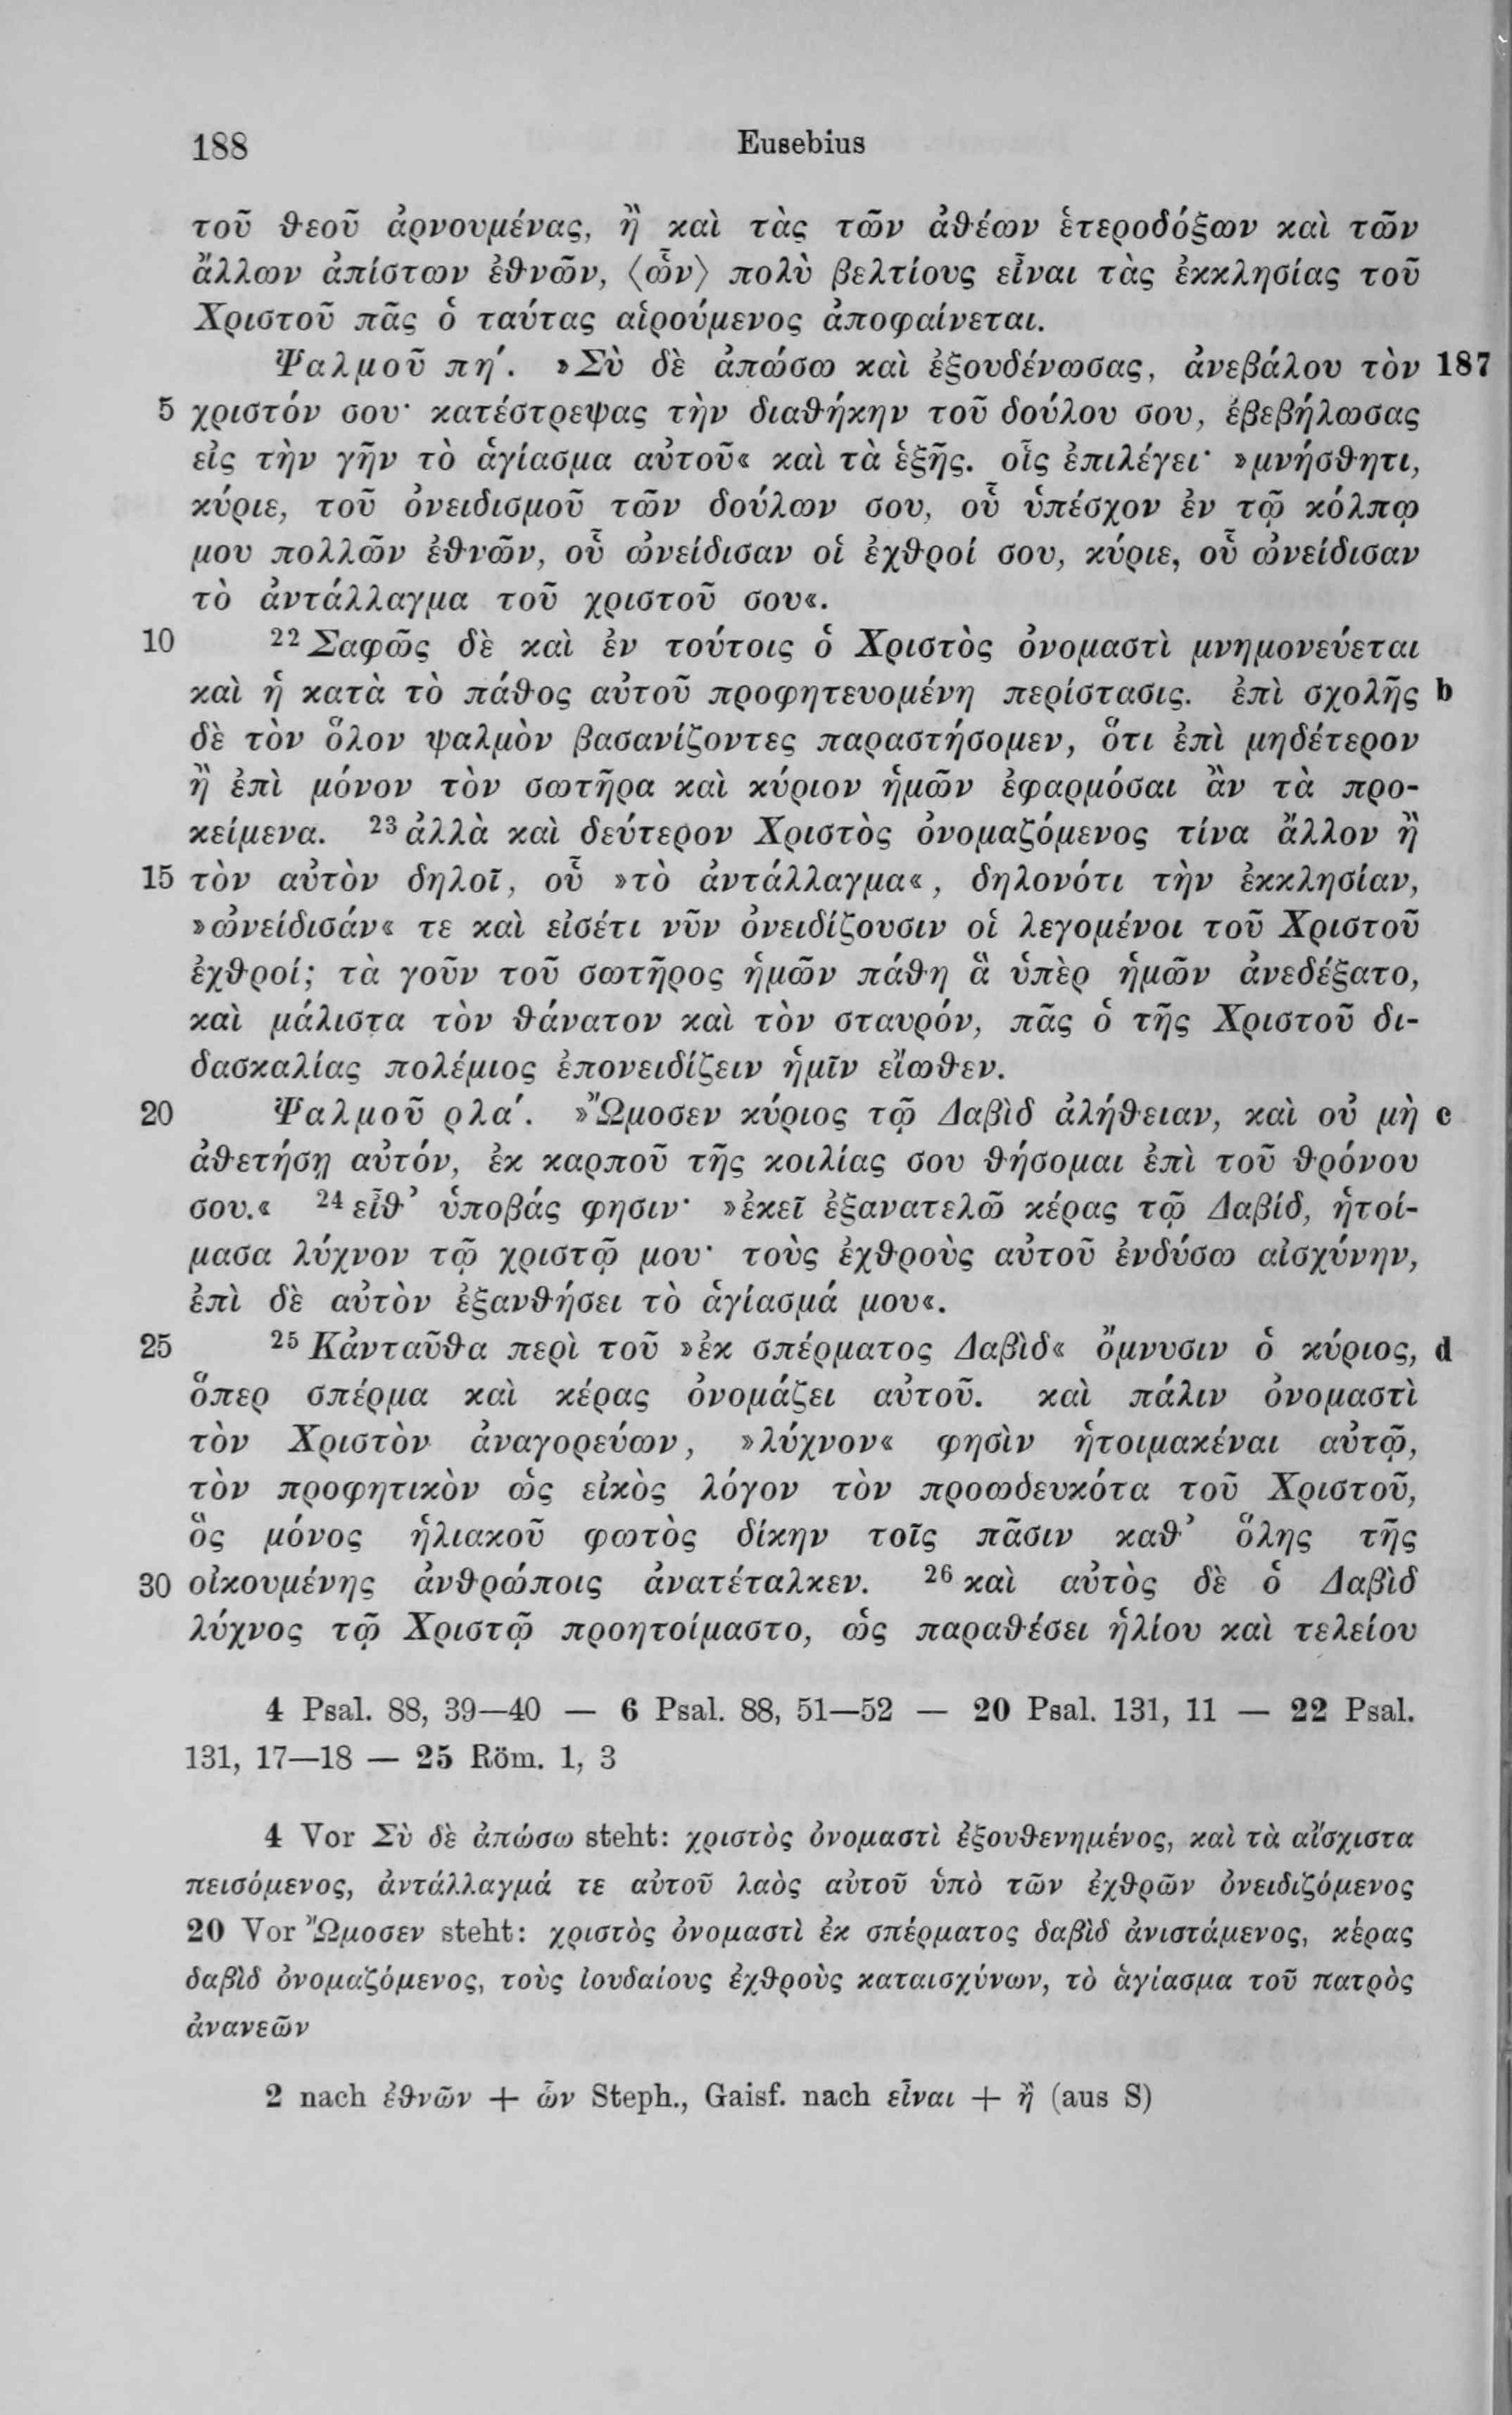 188 Eusebius
τοῦ θεοῦ ἀρνουμένας, ἢ καὶ τὰς τῶν ἀθέων ἑτεροδόξων καὶ τῶν
ἄλλων ἀπίστων ἐθνῶν, ⟨ὧν⟩ πολὺ βελτίους εἶναι τὰς ἐκκλησίας τοῦ
Χριστοῦ πᾶς ὁ ταύτας αἱρούμενος ἀποφαίνεται.
Ψαλμοῦ πη΄. »Σὺ δὲ ἀπώσω καὶ ἐξουδένωσας, ἀνεβάλου τὸν 187
5 χριστόν σου· κατέστρεψας τὴν διαθήκην τοῦ δούλου σου, ἐβεβήλωσας
εἰς τὴν γῆν τὸ ἁγίασμα αὐτοῦ« καὶ τὰ ἑξῆς. οἷς ἐπιλέγει· »μνήσθητι,
κύριε, τοῦ ὀνειδισμοῦ τῶν δούλων σου, οὗ ὑπέσχον ἐν τῷ κόλπῳ
μου πολλῶν ἐθνῶν, οὗ ὠνείδισαν οἱ ἐχθροί σου, κύριε, οὗ ὠνείδισαν
τὸ ἀντάλλαγμα τοῦ χριστοῦ σου«.
10 22 Σαφῶς δὲ καὶ ἐν τούτοις ὁ Χριστὸς ὀνομαστὶ μνημονεύεται
καὶ ἡ κατὰ τὸ πάθος αὐτοῦ προφητευομένη περίστασις. ἐπὶ σχολῆς b
δὲ τὸν ὅλον ψαλμὸν βασανίζοντες παραστήσομεν, ὅτι ἐπὶ μηδέτερον
ἢ ἐπὶ μόνον τὸν σωτῆρα καὶ κύριον ἡμῶν ἐφαρμόσαι ἂν τὰ προ-
κείμενα. 23 ἀλλὰ καὶ δεύτερον Χριστὸς ὀνομαζόμενος τίνα ἄλλον ἢ
15 τὸν αὐτὸν δηλοῖ, οὗ »τὸ ἀντάλλαγμα«, δηλονότι τὴν ἐκκλησίαν,
»ὠνείδισάν« τε καὶ εἰσέτι νῦν ὀνειδίζουσιν οἱ λεγομένοι τοῦ Χριστοῦ
ἐχθροί; τὰ γοῦν τοῦ σωτῆρος ἡμῶν πάθη ἃ ὑπὲρ ἡμῶν ἀνεδέξατο,
καὶ μάλιστα τὸν θάνατον καὶ τὸν σταυρόν, πᾶς ὁ τῆς Χριστοῦ δι-
δασκαλίας πολέμιος ἐπονειδίζειν ἡμῖν εἴωθεν.
20 Ψαλμοῦ ρλα΄. »Ὤμοσεν κύριος τῷ Δαβὶδ ἀλήθειαν, καὶ οὐ μὴ c
ἀθετήσῃ αὐτόν, ἐκ καρποῦ τῆς κοιλίας σου θήσομαι ἐπὶ τοῦ θρόνου
σου.« 24 εἶθ᾽ ὑποβάς φησιν· »ἐκεῖ ἐξανατελῶ κέρας τῷ Δαβίδ, ἡτοί-
μασα λύχνον τῷ χριστῷ μου· τοὺς ἐχθροὺς αὐτοῦ ἐνδύσω αἰσχύνην,
ἐπὶ δὲ αὐτὸν ἐξανθήσει τὸ ἁγίασμά μου«.
25 25 Κἀνταῦθα περὶ τοῦ »ἐκ σπέρματος Δαβὶδ« ὄμνυσιν ὁ κύριος, d
ὅπερ σπέρμα καὶ κέρας ὀνομάζει αὐτοῦ. καὶ πάλιν ὀνομαστὶ
τὸν Χριστὸν ἀναγορεύων, »λύχνον« φησὶν ἡτοιμακέναι αὐτῷ,
τὸν προφητικὸν ὡς εἰκὸς λόγον τὸν προωδευκότα τοῦ Χριστοῦ,
ὃς μόνος ἡλιακοῦ φωτὸς δίκην τοῖς πᾶσιν καθ᾽ ὅλης τῆς
30 οἰκουμένης ἀνθρώποις ἀνατέταλκεν. 26 καὶ αὐτὸς δὲ ὁ Δαβὶδ
λύχνος τῷ Χριστῷ προητοίμαστο, ὡς παραθέσει ἡλίου καὶ τελείου
4 Psal. 88, 39—40 — 6 Psal. 88, 51—52 — 20 Psal. 131, 11 — 22 Psal.
131, 17—18 — 25 Röm. 1, 3
4 Vor Σὺ δὲ ἀπώσω steht: χριστὸς ὀνομαστὶ ἐξουθενημένος, καὶ τὰ αἴσχιστα
πεισόμενος, ἀντάλλαγμά τε αὐτοῦ λαὸς αὐτοῦ ὑπὸ τῶν ἐχθρῶν ὀνειδιζόμενος
20 Vor Ὤμοσεν steht: χριστὸς ὀνομαστὶ ἐκ σπέρματος δαβὶδ ἀνιστάμενος, κέρας
δαβὶδ ὀνομαζόμενος, τοὺς ἰουδαίους ἐχθροὺς καταισχύνων, τὸ ἁγίασμα τοῦ πατρὸς
ἀνανεῶν
2 nach ἐθνῶν + ὧν Steph., Gaisf. nach εἶναι + ἢ (aus S)